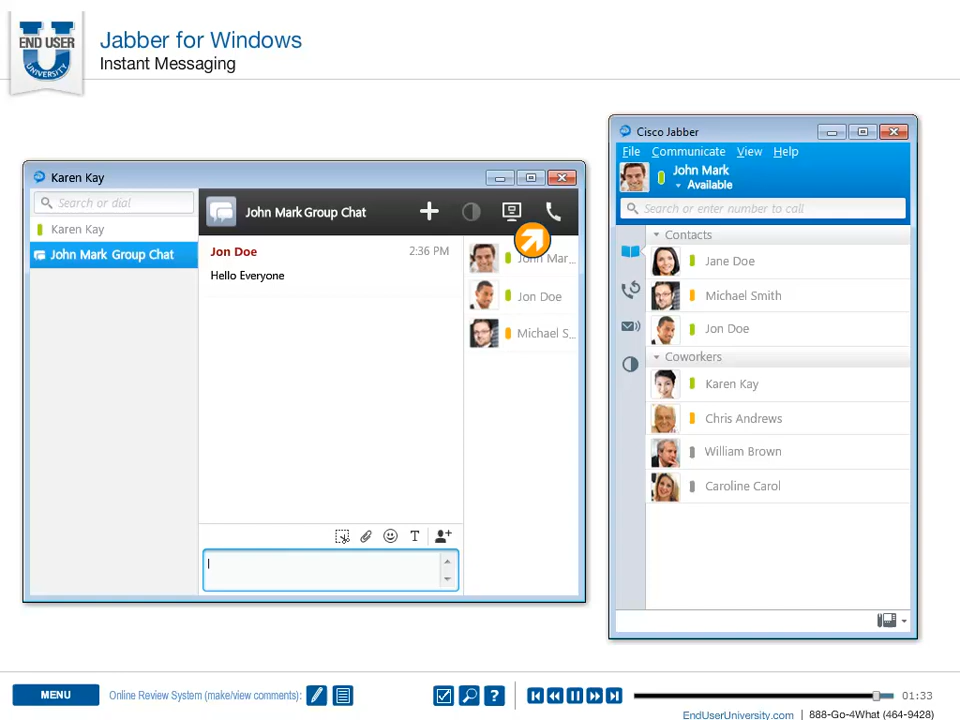 END USER
U
UNIVERSITY
Jabber for Windows
Instant Messaging
Karen Kay
Search or dial
Karen Kay
John Mark Group Chat
John Mark Group Chat
Jon Doe 2:36 PM
Hello Everyone
John Mar...
Jon Doe
Michael S...
T
Cisco Jabber
File Communicate View Help
John Mark
Available
Search or enter number to call
Contacts
Jane Doe
Michael Smith
Jon Doe
Coworkers
Karen Kay
Chris Andrews
William Brown
Caroline Carol
MENU Online Review System (make/view comments): ? 01:33
EndUserUniversity.com | 888-Go-4What (464-9428)